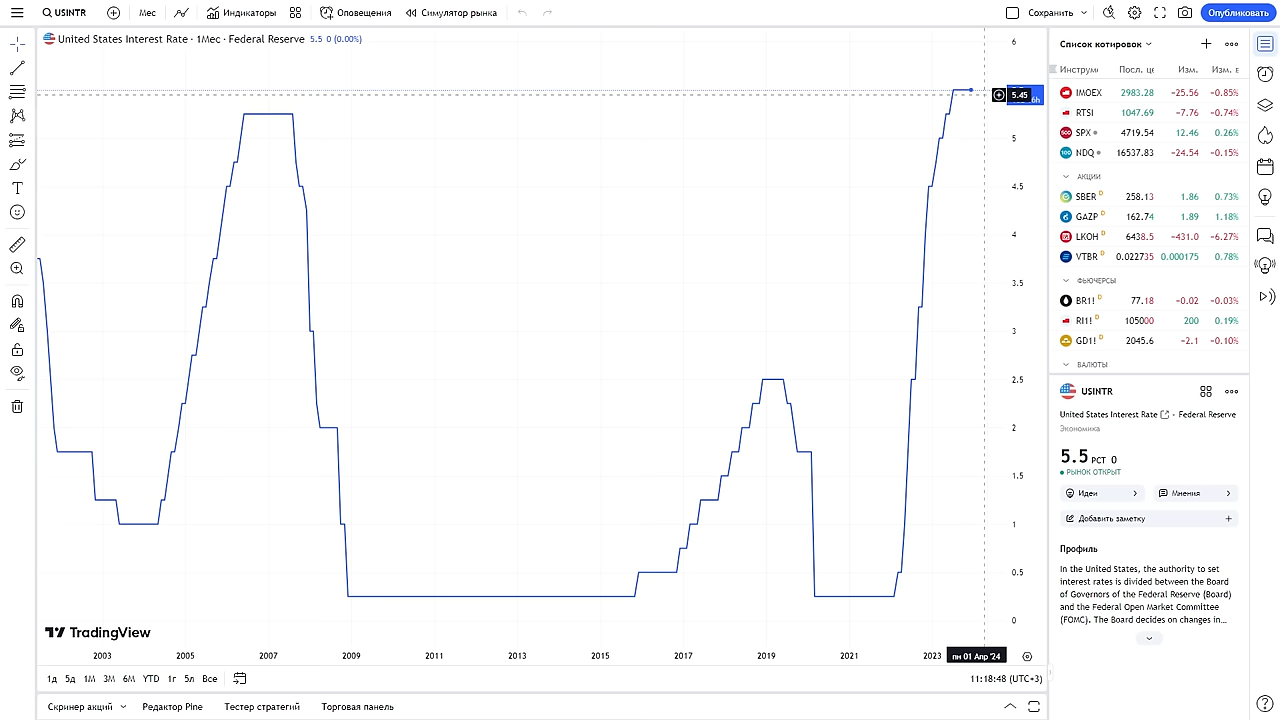 USINTR Мес Индикаторы Оповещения Симулятор рынка Сохранить Опубликовать
United States Interest Rate · 1Мес · Federal Reserve 5.5 0 (0.00%)
6
5.45
5
4.5
4
3.5
3
2.5
2
1.5
1
0.5
0
TradingView
2003 2005 2007 2009 2011 2013 2015 2017 2019 2021 2023 пн 01 Апр '24
1д 5д 1М 3М 6М YTD 1г 5л Все 11:18:48 (UTC+3)
Скринер акций Редактор Pine Тестер стратегий Торговая панель
Список котировок
Инструм Посл. це Изм. Изм. в
IMOEX 2983.28 −25.56 −0.85%
RTSI 1047.69 −7.76 −0.74%
SPX 4719.54 12.46 0.26%
NDQ 16537.83 −24.54 −0.15%
АКЦИИ
SBER D 258.13 1.86 0.73%
GAZP D 162.74 1.89 1.18%
LKOH D 6438.5 −431.0 −6.27%
VTBR D 0.022735 0.000175 0.78%
ФЬЮЧЕРСЫ
BR1! D 77.18 −0.02 −0.03%
RI1! D 105000 200 0.19%
GD1! D 2045.6 −2.1 −0.10%
ВАЛЮТЫ
USINTR
United States Interest Rate · Federal Reserve
Экономика
5.5 PCT 0
РЫНОК ОТКРЫТ
Идеи Мнения
Добавить заметку
Профиль
In the United States, the authority to set
interest rates is divided between the Board
of Governors of the Federal Reserve (Board)
and the Federal Open Market Committee
(FOMC). The Board decides on changes in...